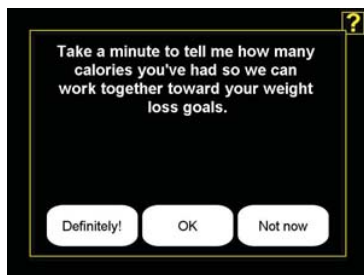 ?
Take a minute to tell me how many
calories you've had so we can
work together toward your weight
loss goals.
Definitely!
OK
Not now